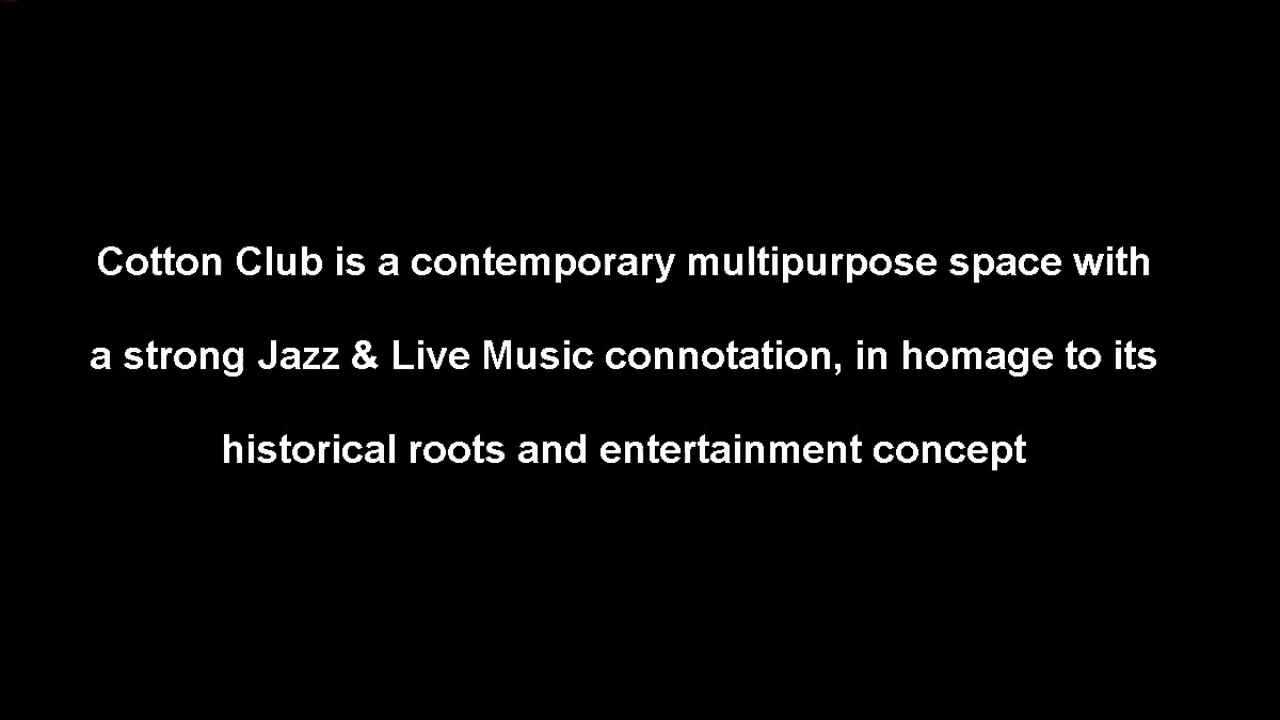 Cotton Club is a contemporary multipurpose space with
a strong Jazz & Live Music connotation, in homage to its
historical roots and entertainment concept